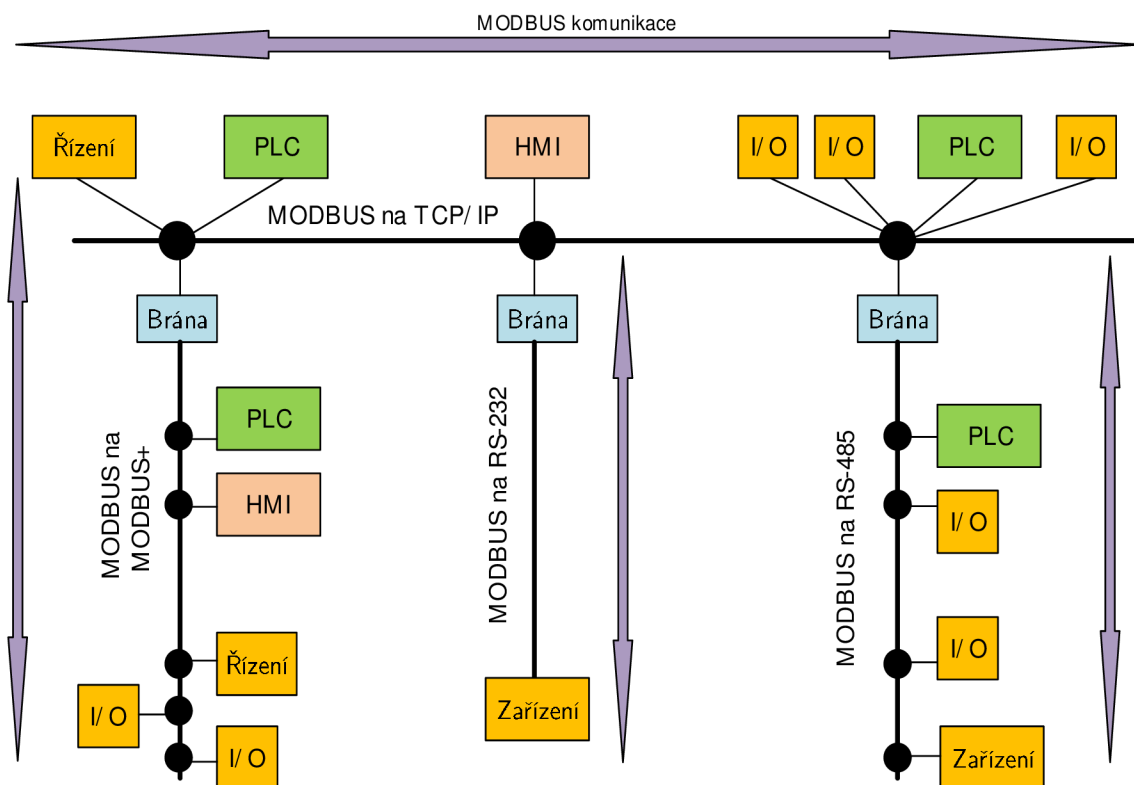 MODBUS komunikace
Řízení
PLC
HMI
I/ O
I/ O
PLC
I/ O
MODBUS na TCP/ IP
Brána
Brána
Brána
MODBUS na
MODBUS+
PLC
HMI
Řízení
I/ O
I/ O
MODBUS na RS-232
Zařízení
MODBUS na RS-485
PLC
I/ O
I/ O
Zařízení